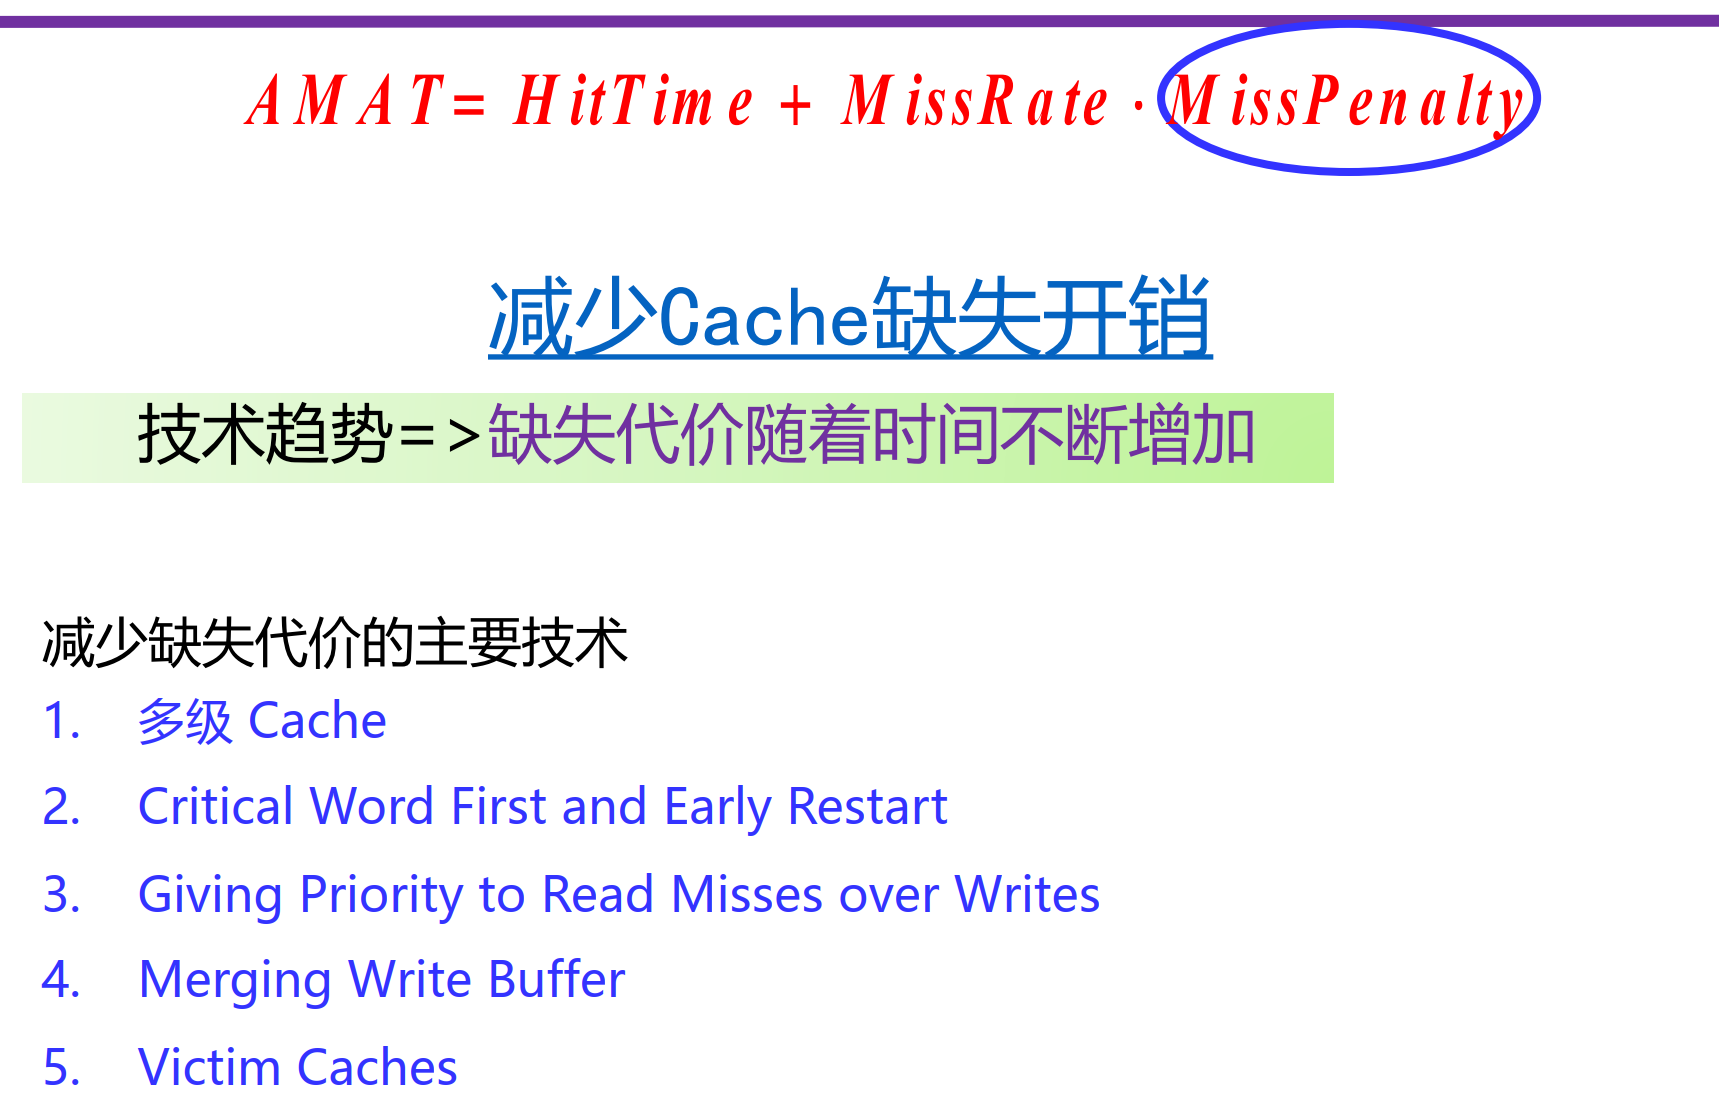 AMAT= HitTime + MissRate · MissPenalty
减少Cache缺失开销
技术趋势=>缺失代价随着时间不断增加
减少缺失代价的主要技术
1. 多级 Cache
2. Critical Word First and Early Restart
3. Giving Priority to Read Misses over Writes
4. Merging Write Buffer
5. Victim Caches